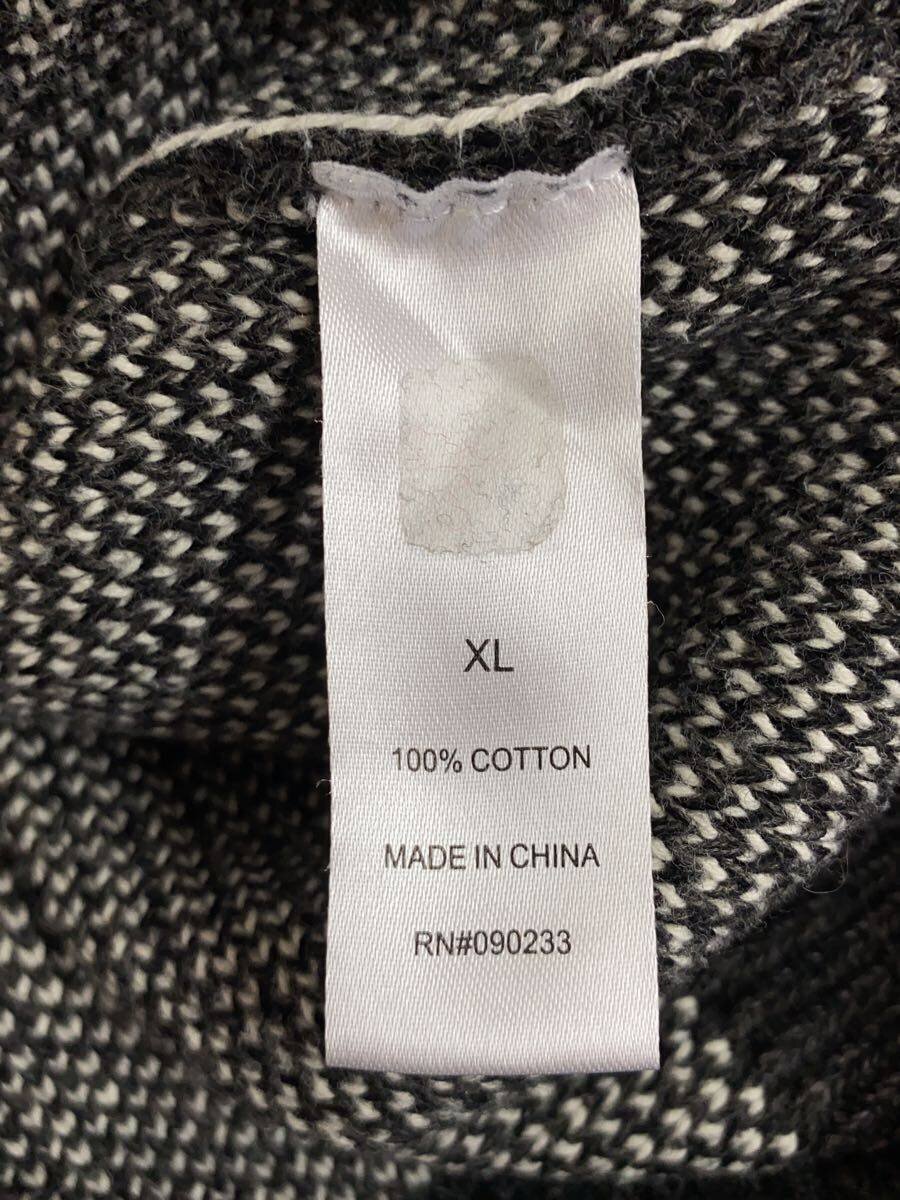 XL
100% COTTON
MADE IN CHINA
RN#090233